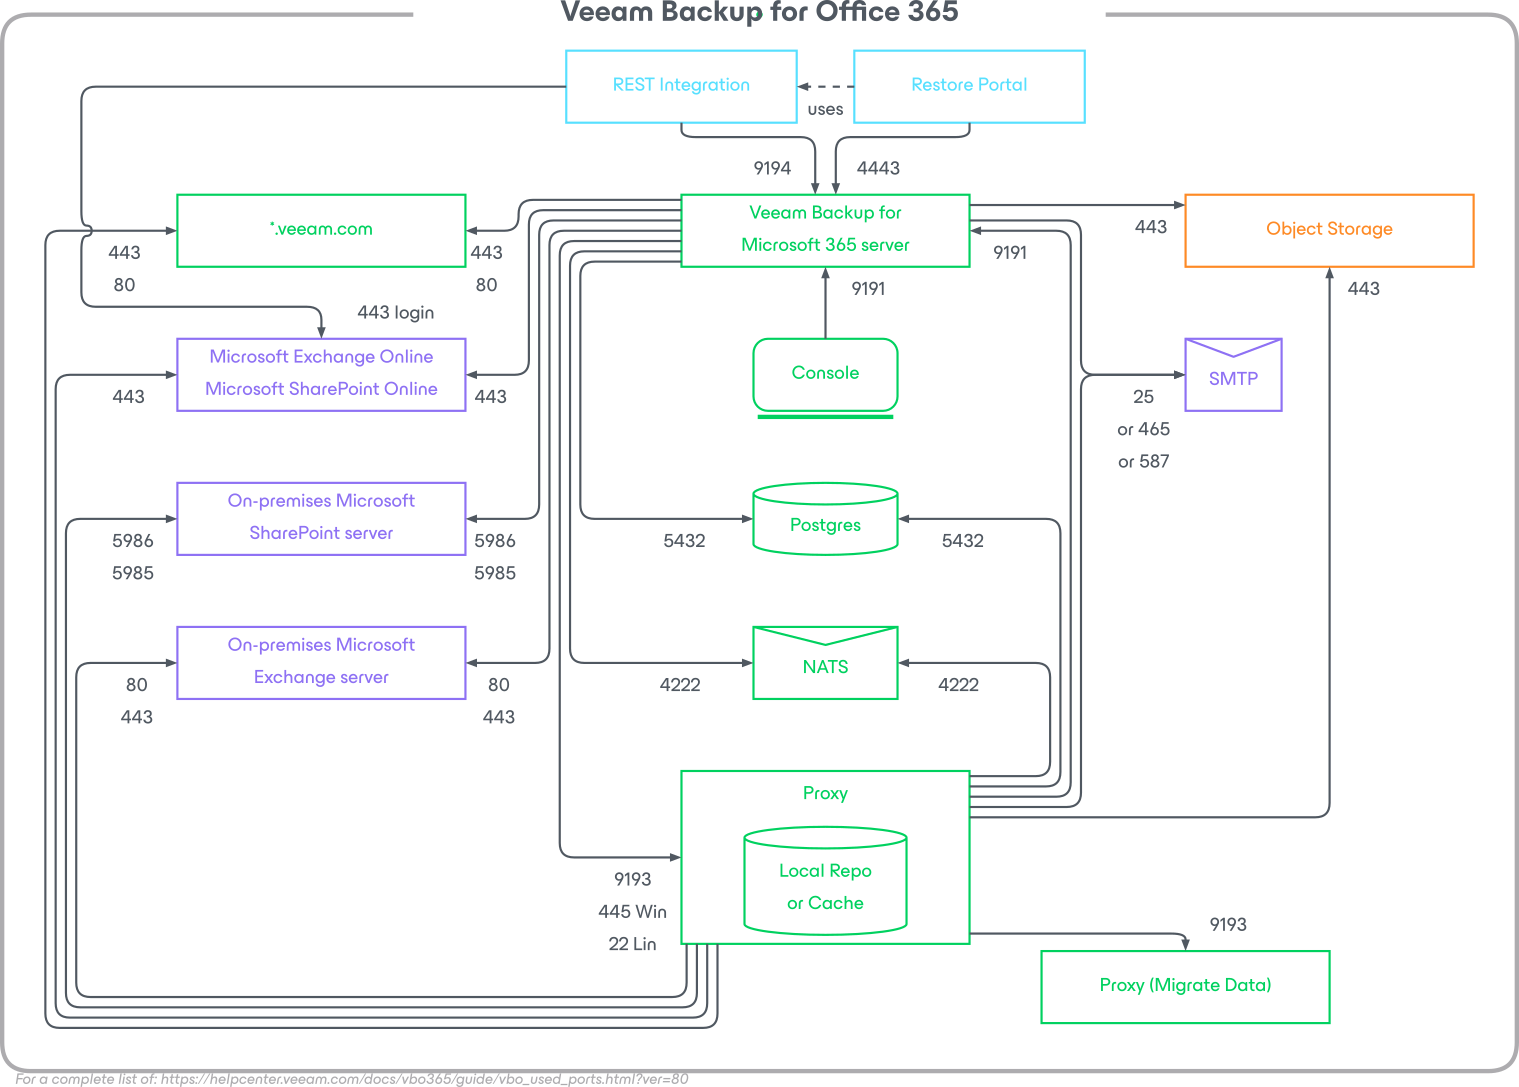 Veeam Backup for Office 365
REST Integration
Restore Portal
uses
9194
4443
*.veeam.com
Veeam Backup for
Microsoft 365 server
Object Storage
443
80
443
80
9191
443
9191
443
443 login
Microsoft Exchange Online
Microsoft SharePoint Online
Console
SMTP
443
443
25
or 465
or 587
On-premises Microsoft
SharePoint server
Postgres
5986
5985
5986
5985
5432
5432
On-premises Microsoft
Exchange server
NATS
80
443
80
443
4222
4222
Proxy
Local Repo
or Cache
9193
445 Win
22 Lin
9193
Proxy (Migrate Data)
For a complete list of: https://helpcenter.veeam.com/docs/vbo365/guide/vbo_used_ports.html?ver=80